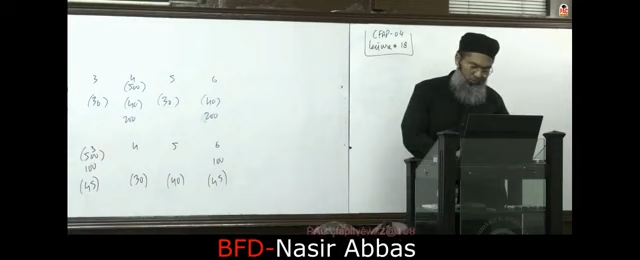 CFAP-04
Lecture # 18
3 4 5 6
(500)
(30) (40) (30) (40)
200 200
3 4 5 6
(500)
100 100
(45) (30) (40) (45)
BFD-Nasir Abbas